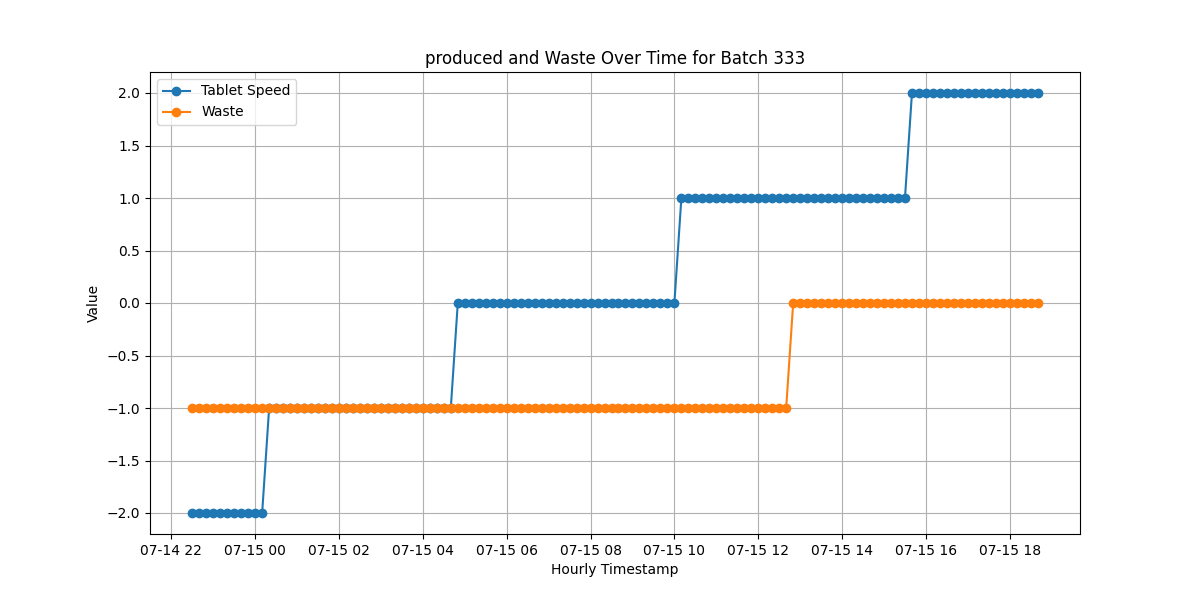 produced and Waste Over Time for Batch 333
Tablet Speed
Waste
2.0
1.5
1.0
0.5
0.0
−0.5
−1.0
−1.5
−2.0
Value
07-14 22 07-15 00 07-15 02 07-15 04 07-15 06 07-15 08 07-15 10 07-15 12 07-15 14 07-15 16 07-15 18
Hourly Timestamp